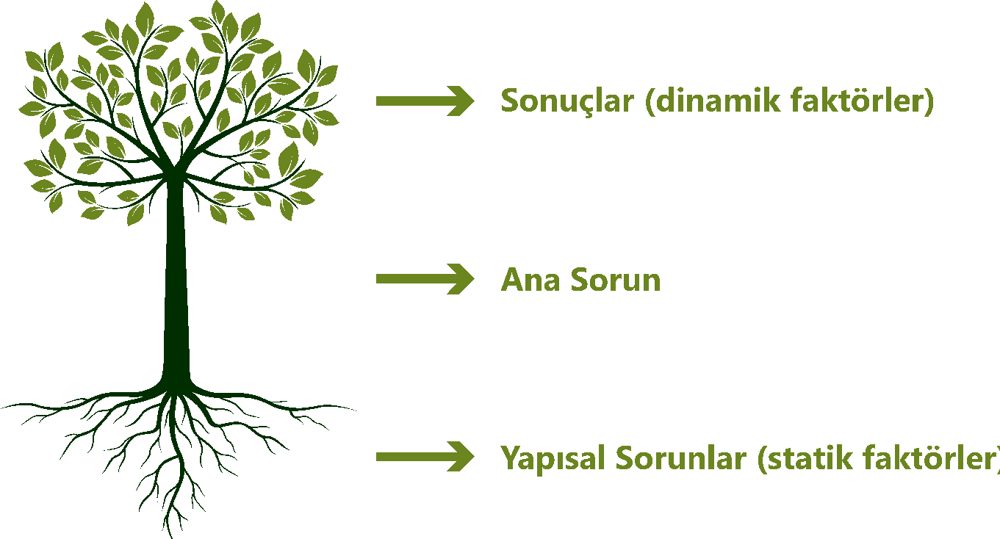 Sonuçlar (dinamik faktörler)
Ana Sorun
Yapısal Sorunlar (statik faktörler)